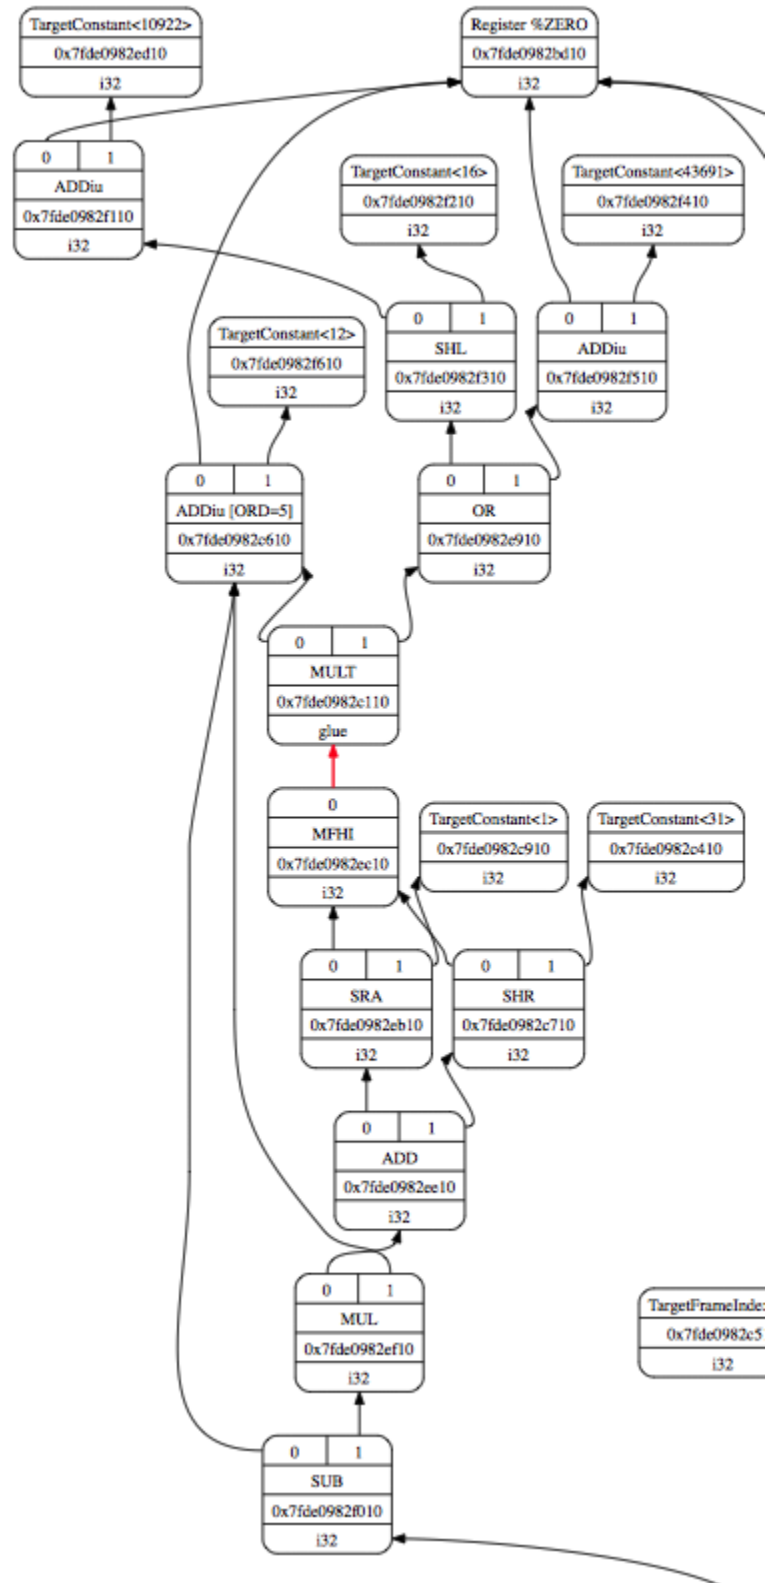 TargetConstant<10922>
0x7fde0982ed10
i32
Register %ZERO
0x7fde0982bd10
i32
0 1
ADDiu
0x7fde0982f110
i32
TargetConstant<16>
0x7fde0982f210
i32
TargetConstant<43691>
0x7fde0982f410
i32
TargetConstant<12>
0x7fde0982f610
i32
0 1
SHL
0x7fde0982f310
i32
0 1
ADDiu
0x7fde0982f510
i32
0 1
ADDiu [ORD=5]
0x7fde0982c610
i32
0 1
OR
0x7fde0982e910
i32
0 1
MULT
0x7fde0982c110
glue
0
MFHI
0x7fde0982ec10
i32
TargetConstant<1>
0x7fde0982c910
i32
TargetConstant<31>
0x7fde0982c410
i32
0 1
SRA
0x7fde0982eb10
i32
0 1
SHR
0x7fde0982c710
i32
0 1
ADD
0x7fde0982ee10
i32
0 1
MUL
0x7fde0982ef10
i32
TargetFrameInde
0x7fde0982c5
i32
0 1
SUB
0x7fde0982f010
i32